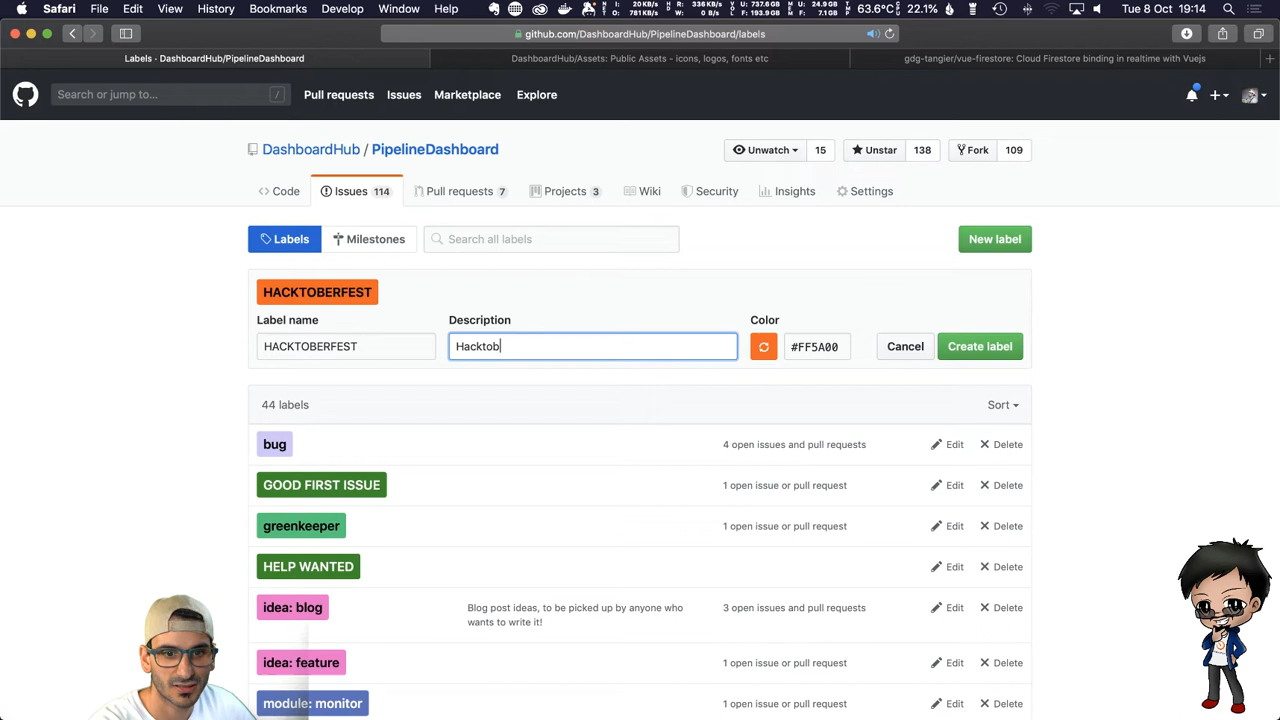 Safari File Edit View History Bookmarks Develop Window Help 63.6°C 22.1% Tue 8 Oct 19:14
github.com/DashboardHub/PipelineDashboard/labels
Labels · DashboardHub/PipelineDashboard
DashboardHub/Assets: Public Assets - icons, logos, fonts etc
gdg-tangier/vue-firestore: Cloud Firestore binding in realtime with Vuejs
Search or jump to... / Pull requests Issues Marketplace Explore
DashboardHub / PipelineDashboard
Unwatch 15 Unstar 138 Fork 109
Code Issues 114 Pull requests 7 Projects 3 Wiki Security Insights Settings
Labels Milestones Search all labels New label
HACKTOBERFEST
Label name Description Color
HACKTOBERFEST Hacktob #FF5A00 Cancel Create label
44 labels Sort
bug 4 open issues and pull requests Edit Delete
GOOD FIRST ISSUE 1 open issue or pull request Edit Delete
greenkeeper 1 open issue or pull request Edit Delete
HELP WANTED Edit Delete
idea: blog Blog post ideas, to be picked up by anyone who 3 open issues and pull requests Edit Delete
wants to write it!
idea: feature 1 open issue or pull request Edit Delete
module: monitor 1 open issue or pull request Edit Delete